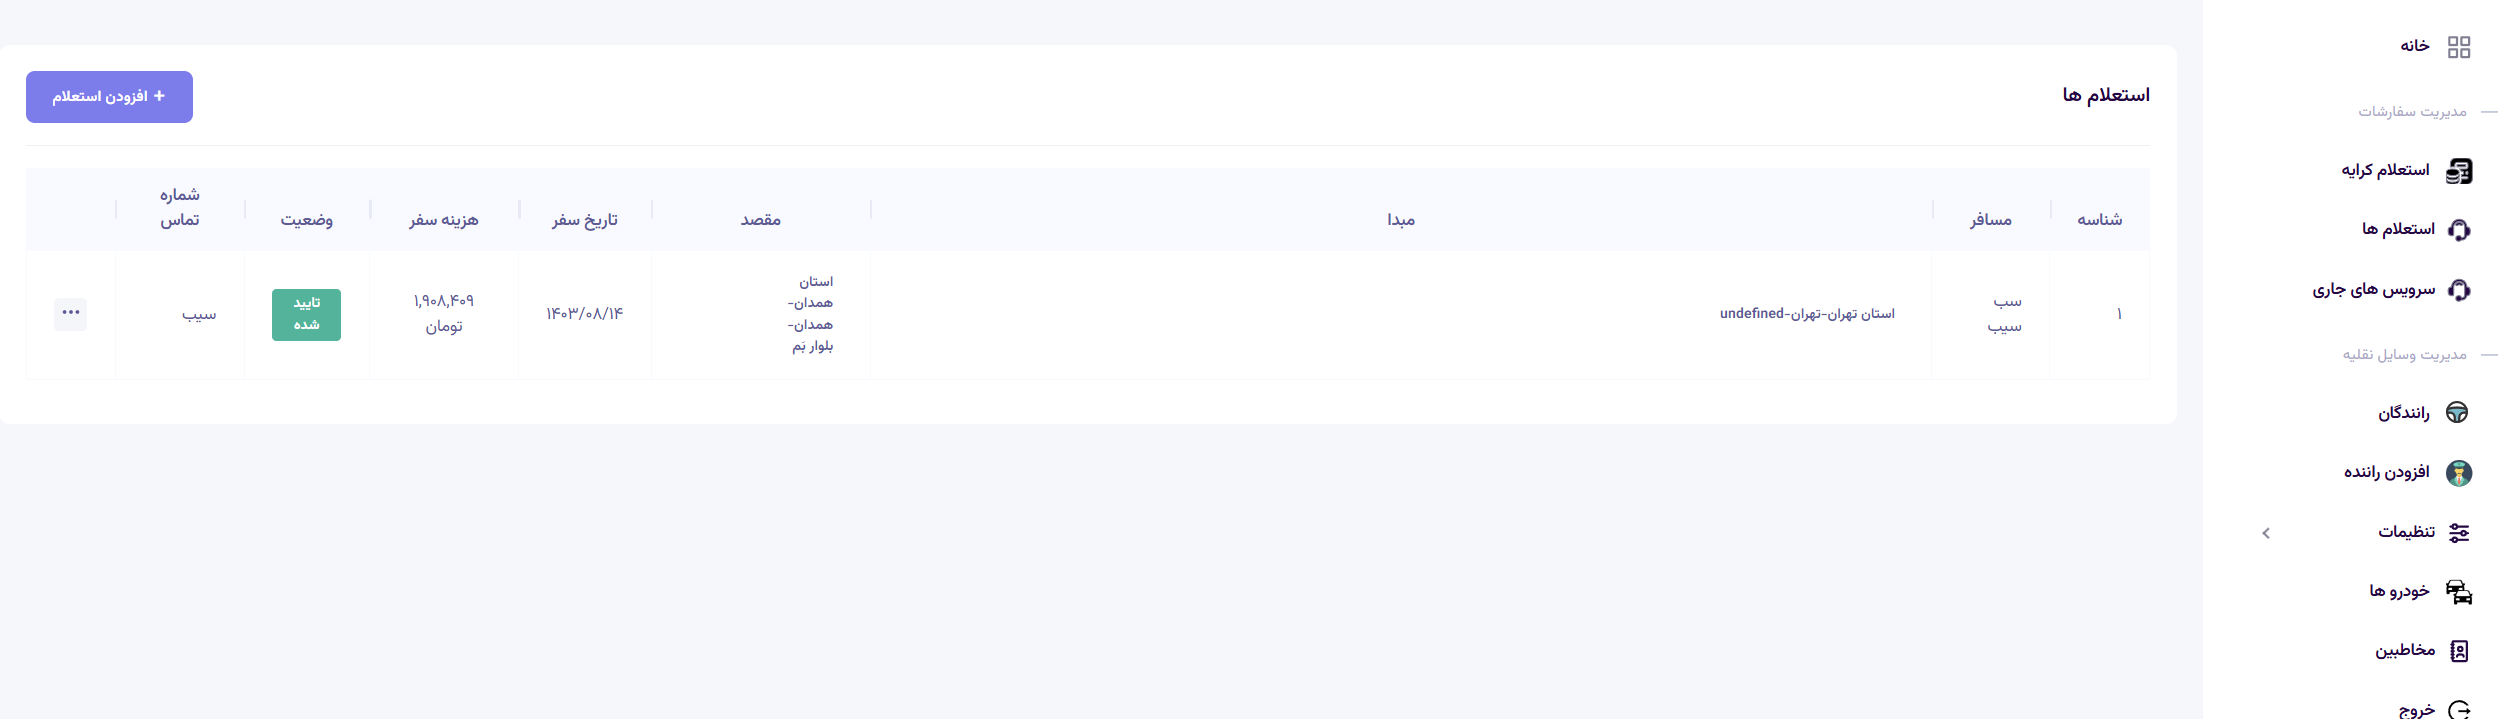 خانه
مدیریت سفارشات
استعلام کرایه
استعلام ها
سرویس های جاری
مدیریت وسایل نقلیه
رانندگان
افزودن راننده
تنظیمات
خودرو ها
مخاطبین
خروج
استعلام ها
+ افزودن استعلام
شناسه
مسافر
مبدا
مقصد
تاریخ سفر
هزینه سفر
وضعیت
شماره
تماس
۱
سب
سیب
استان تهران-تهران-undefined
استان
همدان-
همدان-
بلوار بَم
۱۴۰۳/۰۸/۱۴
۱,۹۰۸,۴۰۹
تومان
تایید
شده
سیب